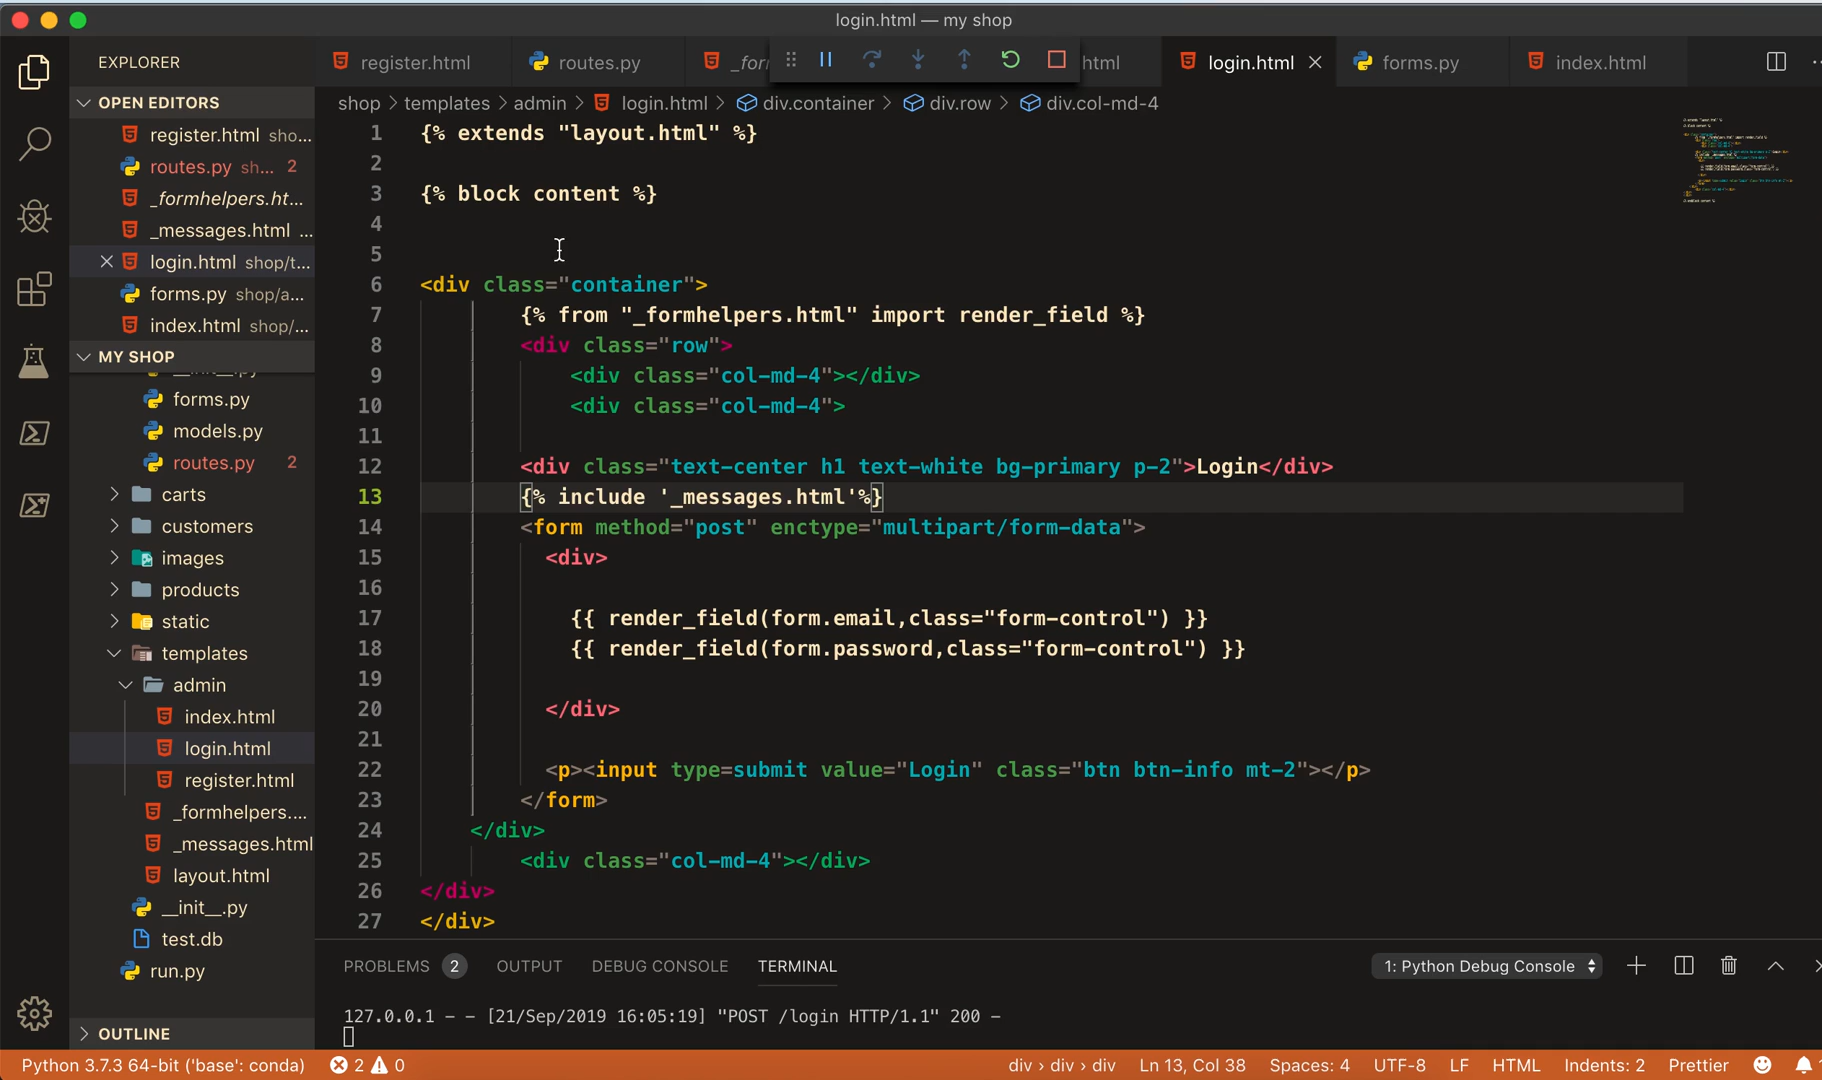 login.html — my shop
EXPLORER
register.html
routes.py
_for
html
login.html
forms.py
index.html
OPEN EDITORS
register.html sho...
routes.py sh... 2
_formhelpers.ht...
_messages.html ...
login.html shop/t...
forms.py shop/a...
index.html shop/...
MY SHOP
__init__.py
forms.py
models.py
routes.py 2
carts
customers
images
products
static
templates
admin
index.html
login.html
register.html
_formhelpers....
_messages.html
layout.html
__init__.py
test.db
run.py
OUTLINE
shop > templates > admin > login.html > div.container > div.row > div.col-md-4
1 {% extends "layout.html" %}
2
3 {% block content %}
4
5
6 <div class="container">
7 {% from "_formhelpers.html" import render_field %}
8 <div class="row">
9 <div class="col-md-4"></div>
10 <div class="col-md-4">
11
12 <div class="text-center h1 text-white bg-primary p-2">Login</div>
13 {% include '_messages.html'%}
14 <form method="post" enctype="multipart/form-data">
15 <div>
16
17 {{ render_field(form.email,class="form-control") }}
18 {{ render_field(form.password,class="form-control") }}
19
20 </div>
21
22 <p><input type=submit value="Login" class="btn btn-info mt-2"></p>
23 </form>
24 </div>
25 <div class="col-md-4"></div>
26 </div>
27 </div>
PROBLEMS 2 OUTPUT DEBUG CONSOLE TERMINAL 1: Python Debug Console
127.0.0.1 - - [21/Sep/2019 16:05:19] "POST /login HTTP/1.1" 200 -
Python 3.7.3 64-bit ('base': conda) 2 0 div > div > div Ln 13, Col 38 Spaces: 4 UTF-8 LF HTML Indents: 2 Prettier